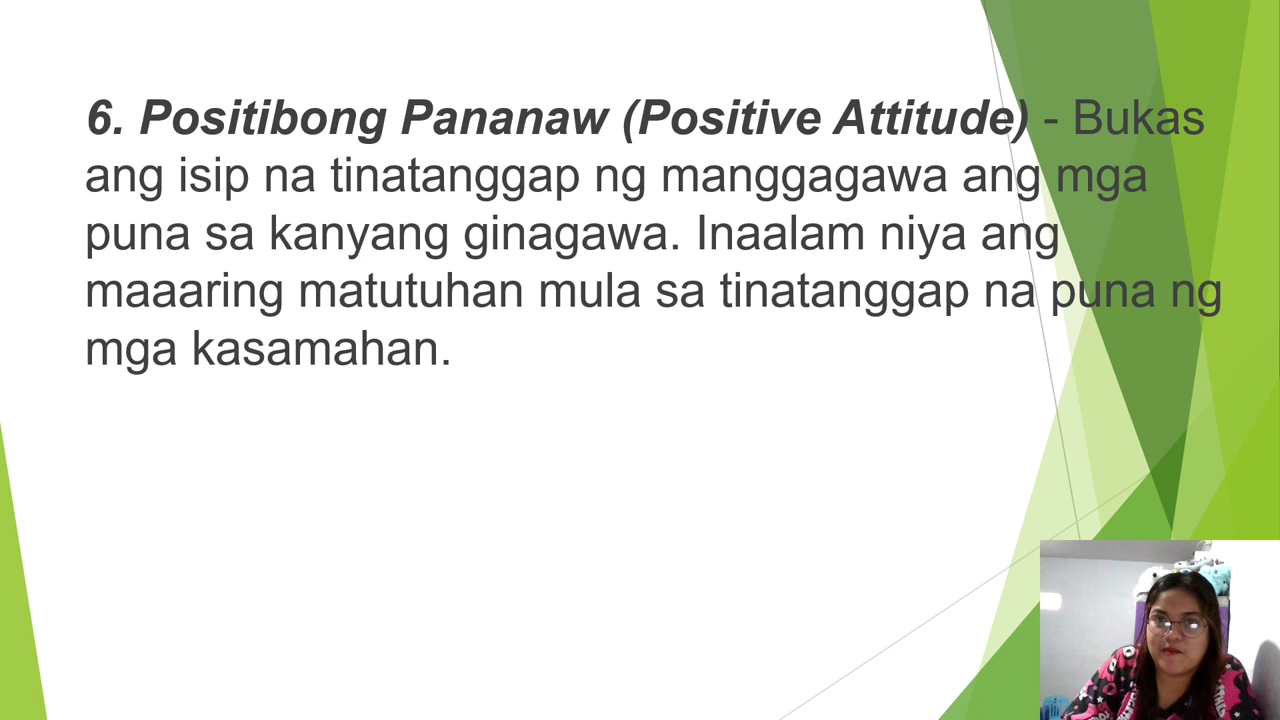 6. Positibong Pananaw (Positive Attitude) - Bukas
ang isip na tinatanggap ng manggagawa ang mga
puna sa kanyang ginagawa. Inaalam niya ang
maaaring matutuhan mula sa tinatanggap na puna ng
mga kasamahan.